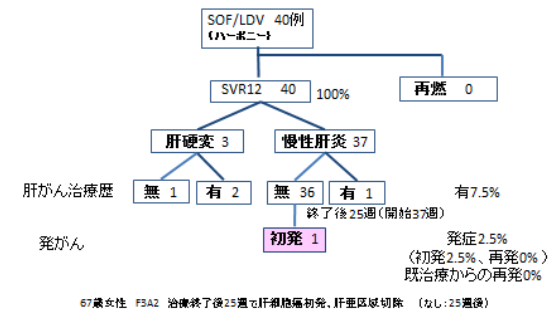 SOF/LDV 40例
(ハーボニー)
SVR12 40
100%
再燃 0
肝硬変 3
慢性肝炎 37
肝がん治療歴
無 1
有 2
無 36
有 1
有7.5%
終了後25週(開始37週)
発がん
初発 1
発症2.5%
(初発2.5%、再発0% )
既治療からの再発0%
67歳女性 F3A2 治療終了後25週で肝細胞癌初発、肝亜区域切除 (なし:25週後)